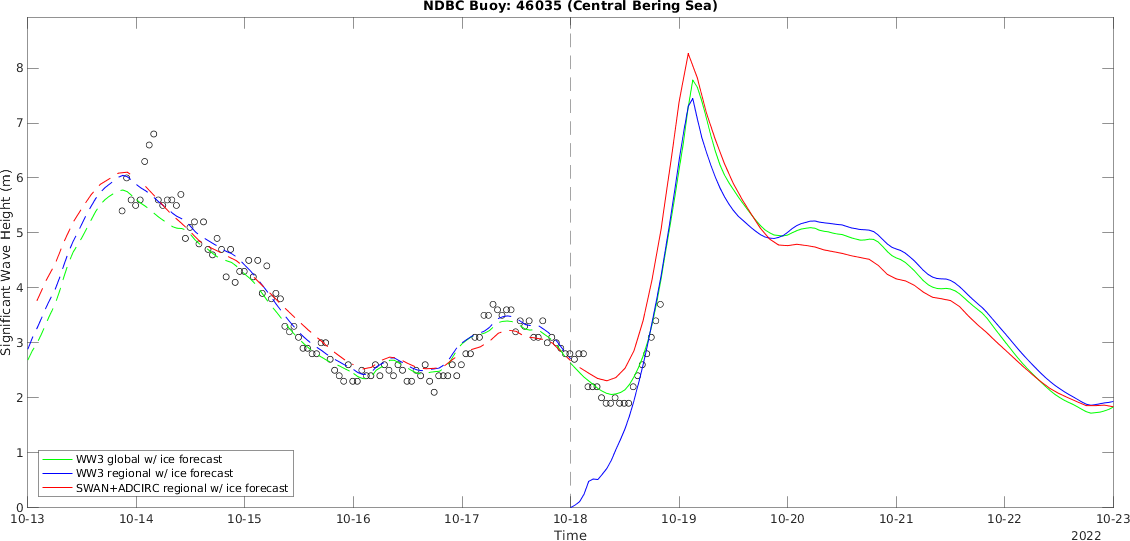 NDBC Buoy: 46035 (Central Bering Sea)
Significant Wave Height (m)
8
7
6
5
4
3
2
1
0
WW3 global w/ ice forecast
WW3 regional w/ ice forecast
SWAN+ADCIRC regional w/ ice forecast
10-13 10-14 10-15 10-16 10-17 10-18 10-19 10-20 10-21 10-22 10-23
Time
2022